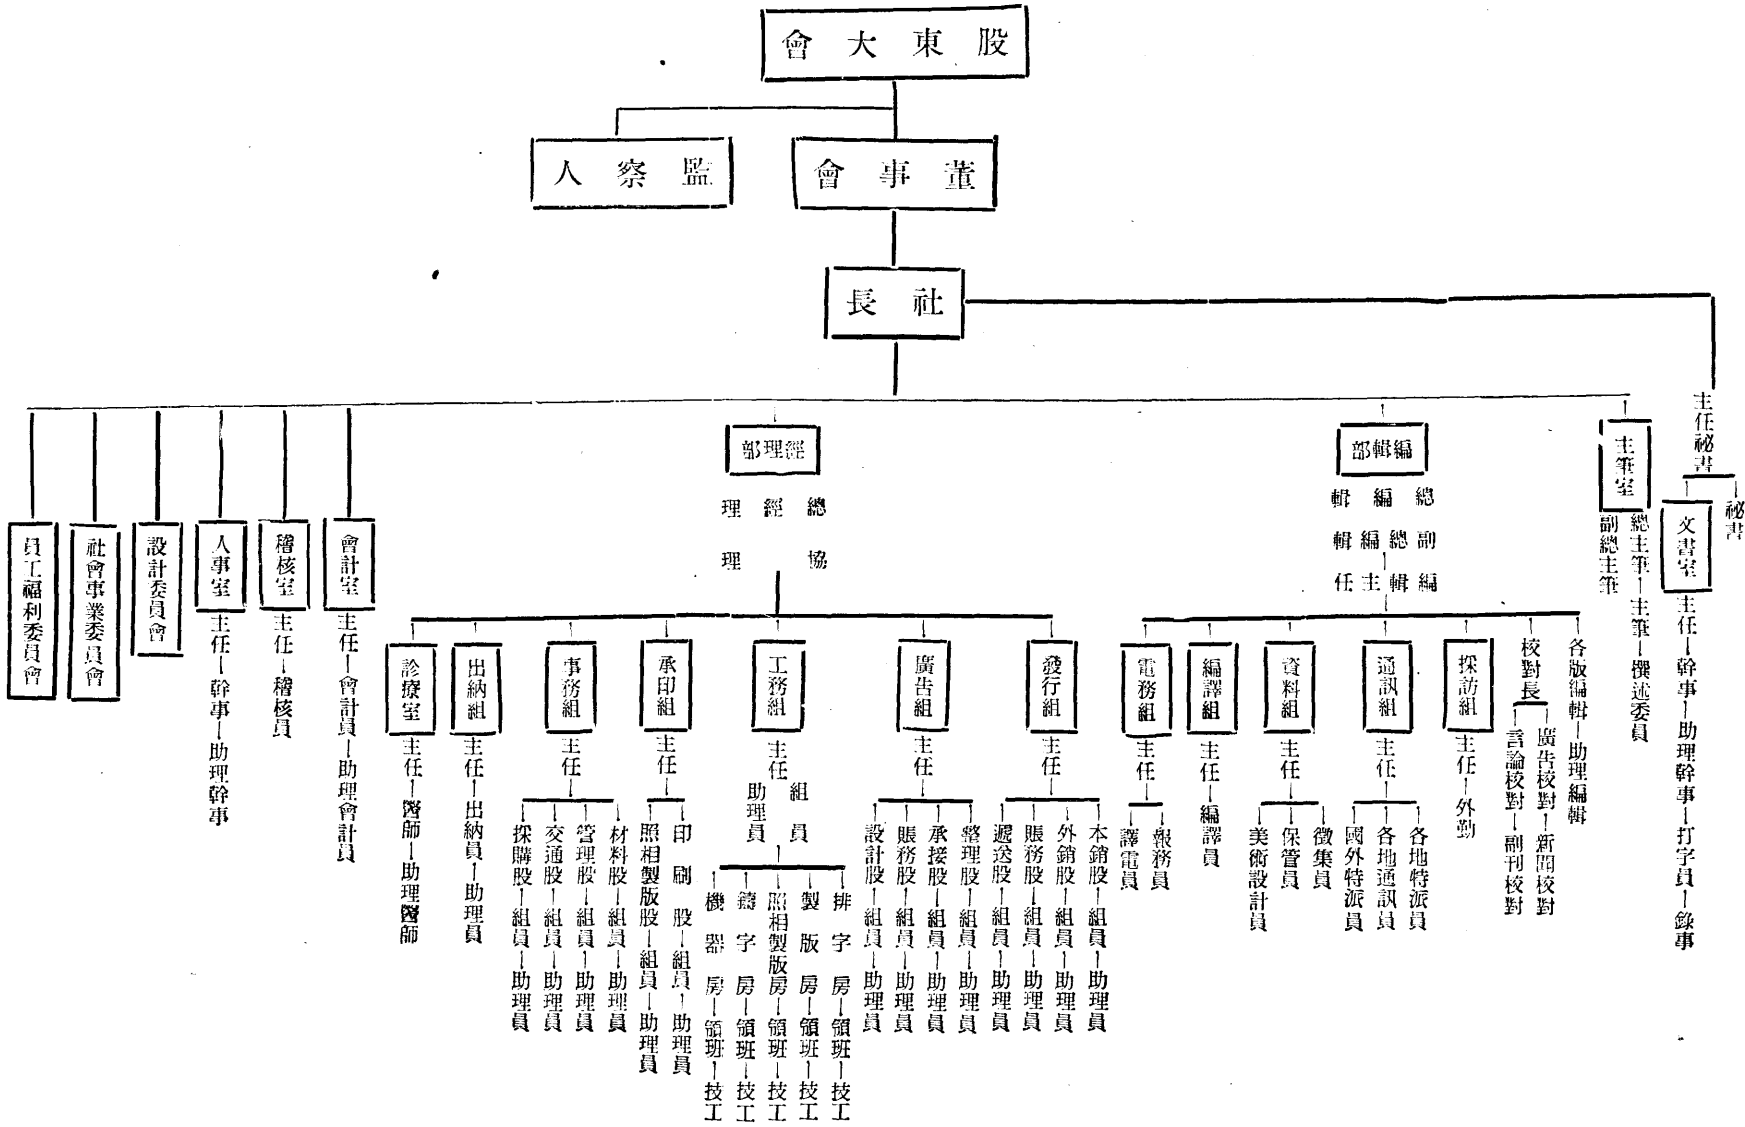 股東大會
董事會
監察人
社長
主任祕書
祕書
文書室
主任 幹事 助理幹事 打字員 錄事
主筆室
總主筆 主筆 撰述委員
副總主筆
編輯部
總編輯
副總編輯
編輯主任
各版編輯 助理編輯
校對長
廣告校對 新聞校對
言論校對 副刊校對
採訪組
主任 外勤
通訊組
主任
各地特派員
各地通訊員
國外特派員
資料組
主任
徵集員
保管員
美術設計員
編譯組
主任 編譯員
電務組
主任
報務員
譯電員
經理部
總經理
協理
發行組
主任
本銷股 組員 助理員
外銷股 組員 助理員
賬務股 組員 助理員
遞送股 組員 助理員
廣告組
主任
整理股 組員 助理員
承接股 組員 助理員
賬務股 組員 助理員
設計股 組員 助理員
工務組
主任
組員
助理員
排字房 領班 技工
製版房 領班 技工
照相製版房 領班 技工
鑄字房 領班 技工
機器房 領班 技工
承印組
主任
印刷股 組員 助理員
照相製版股 組員 助理員
事務組
主任
材料股 組員 助理員
管理股 組員 助理員
交通股 組員 助理員
採購股 組員 助理員
出納組
主任 出納員 助理員
診療室
主任 醫師 助理醫師
會計室
主任 會計員 助理會計員
稽核室
主任 稽核員
人事室
主任 幹事 助理幹事
設計委員會
社會事業委員會
員工福利委員會